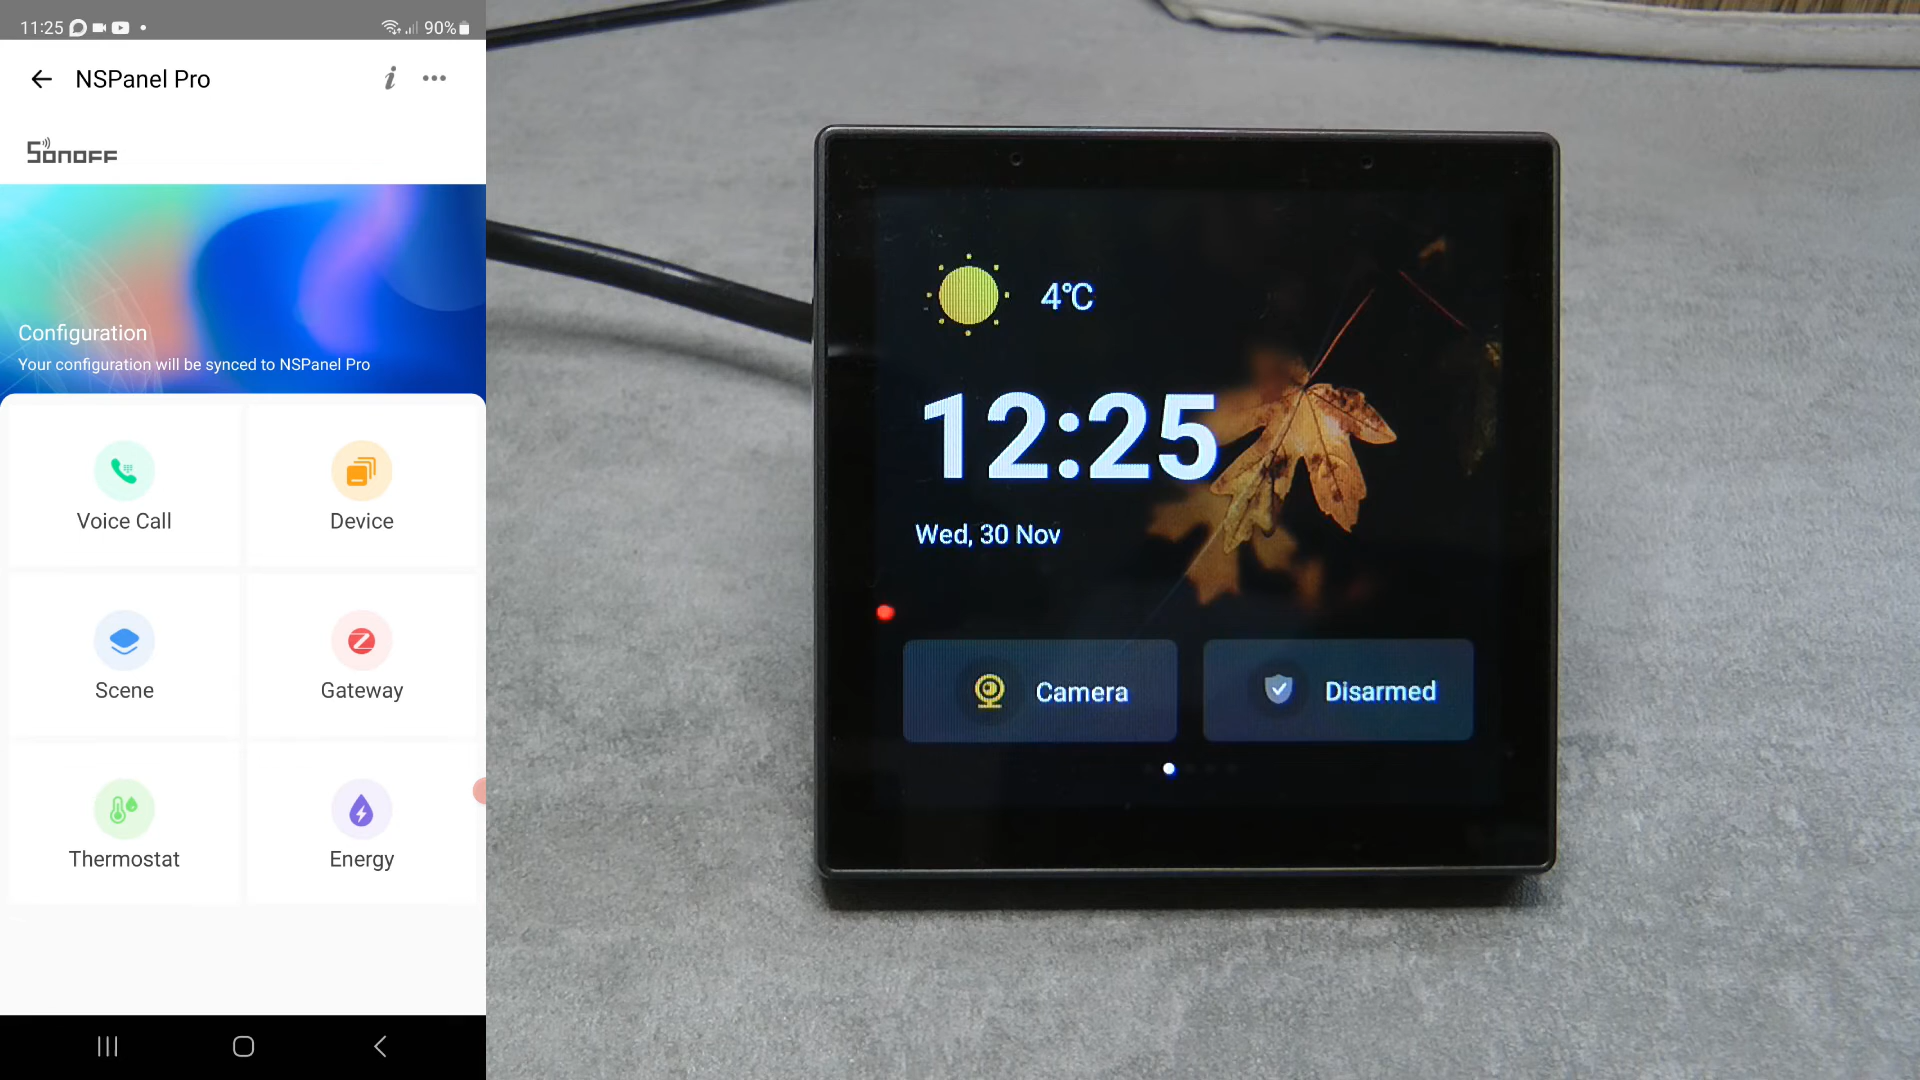 11:25
90%
NSPanel Pro
SONOFF
Configuration
Your configuration will be synced to NSPanel Pro
Voice Call
Device
Scene
Gateway
Thermostat
Energy
4°C
12:25
Wed, 30 Nov
Camera
Disarmed